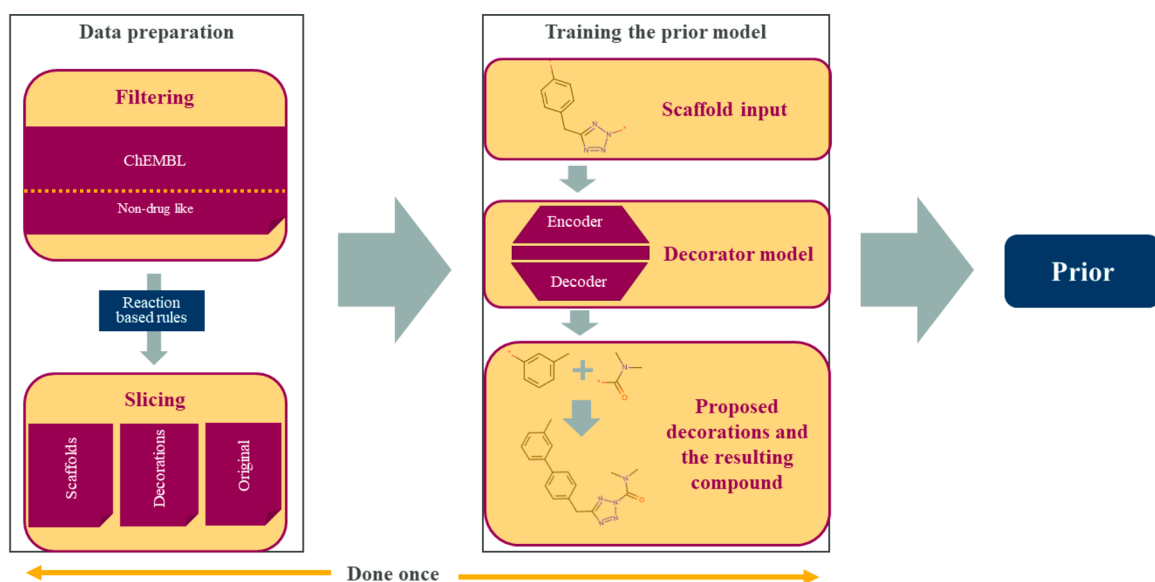 Data preparation
Filtering
ChEMBL
Non-drug like
Reaction
based rules
Slicing
Scaffolds
Decorations
Original
Training the prior model
Scaffold input
N
N
N
N
Encoder
Decoder
Decorator model
N
O
N
O
N
N
N
N
Proposed
decorations and
the resulting
compound
Prior
Done once